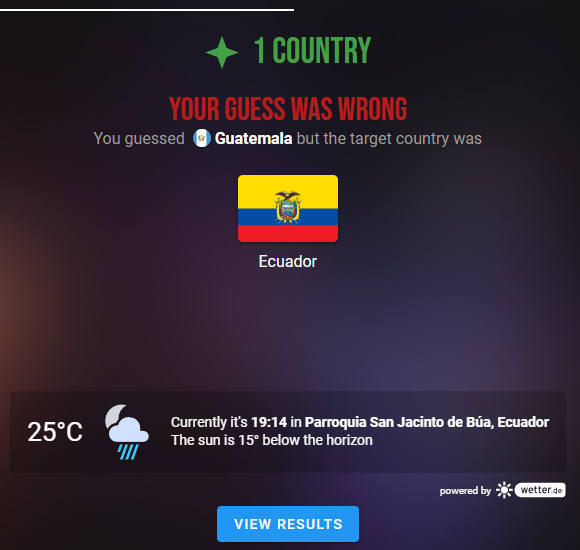 1 COUNTRY
YOUR GUESS WAS WRONG
You guessed Guatemala but the target country was
Ecuador
25°C
Currently it's 19:14 in Parroquia San Jacinto de Búa, Ecuador
The sun is 15° below the horizon
powered by wetter.de
VIEW RESULTS